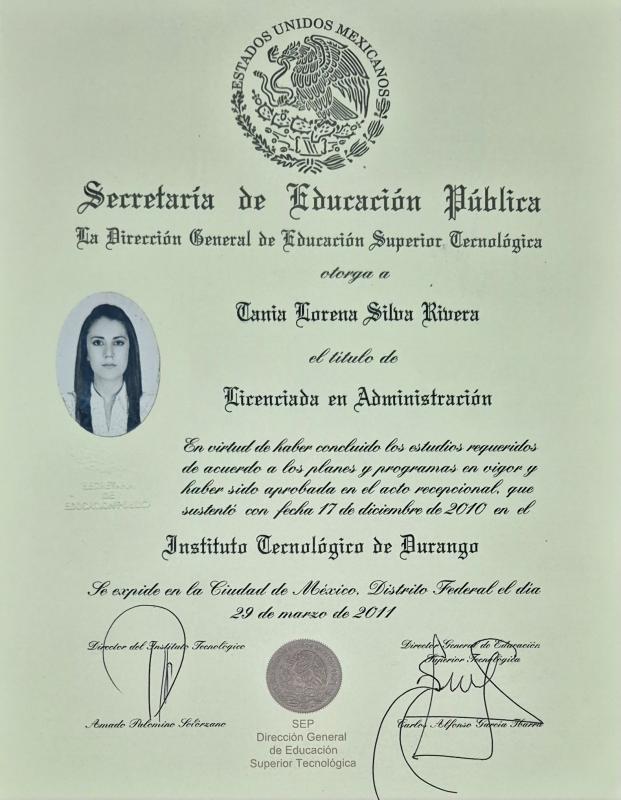 ESTADOS UNIDOS MEXICANOS
Secretaría de Educación Pública
La Dirección General de Educación Superior Tecnológica
otorga a
Tania Lorena Silva Rivera
el título de
Licenciada en Administración
En virtud de haber concluido los estudios requeridos
de acuerdo a los planes y programas en vigor y
haber sido aprobada en el acto recepcional, que
sustentó con fecha 17 de diciembre de 2010 en el
SECRETARIA
DE
EDUCACION PUBLICA
Instituto Tecnológico de Durango
Se expide en la Ciudad de México, Distrito Federal el día
29 de marzo de 2011
Director del Instituto Tecnológico
Director General de Educación
Superior Tecnológica
Amado Palomino Solorzano
Carlos Alfonso García Ibarra
SEP
Dirección General
de Educación
Superior Tecnológica